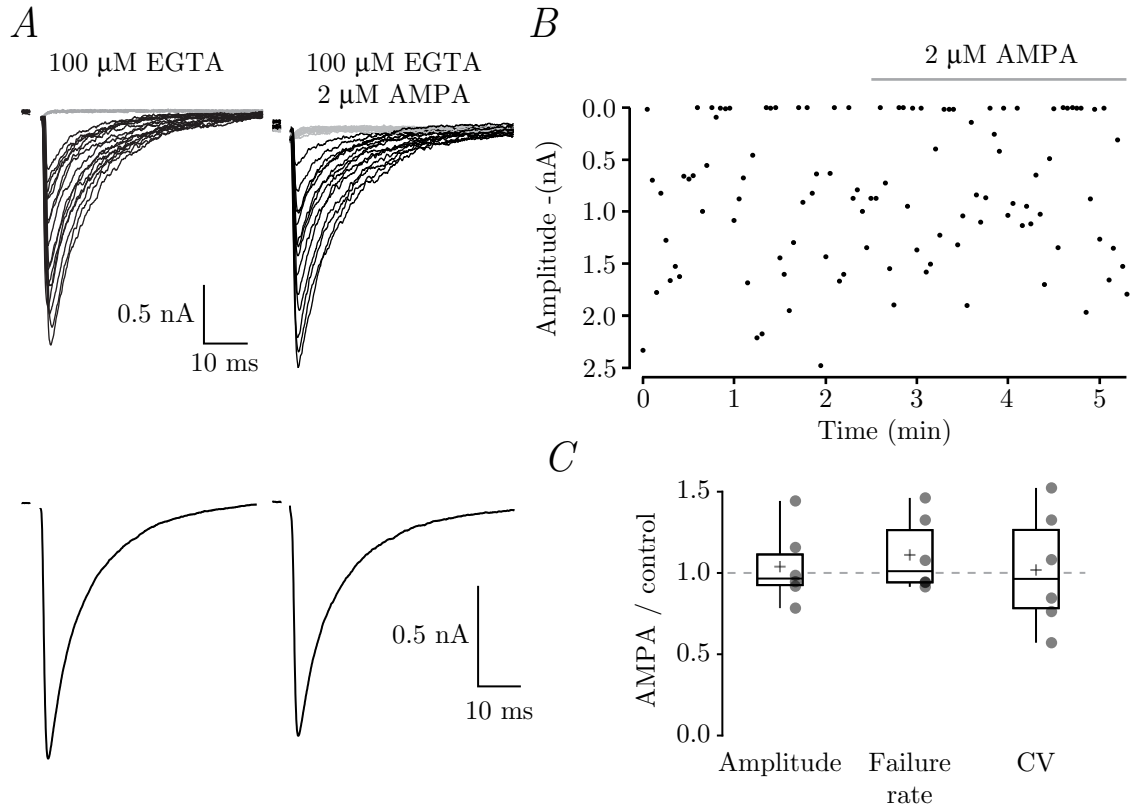 A
100 μM EGTA
100 μM EGTA
2 μM AMPA
0.5 nA
10 ms
0.5 nA
10 ms
B
2 μM AMPA
0.0
0.5
1.0
1.5
2.0
2.5
Amplitude -(nA)
0 1 2 3 4 5
Time (min)
C
1.5
1.0
0.5
0.0
AMPA / control
Amplitude Failure CV
rate